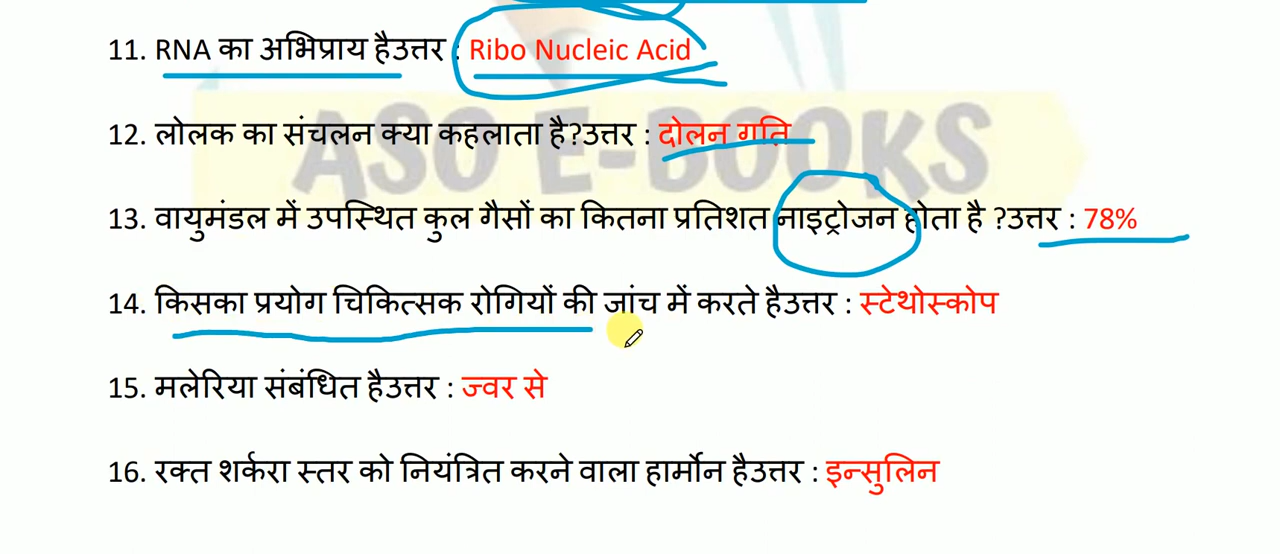 11. RNA का अभिप्राय हैउत्तर : Ribo Nucleic Acid
12. लोलक का संचलन क्या कहलाता है?उत्तर : दोलन गति
ASO E-BOOKS
13. वायुमंडल में उपस्थित कुल गैसों का कितना प्रतिशत नाइट्रोजन होता है ?उत्तर : 78%
14. किसका प्रयोग चिकित्सक रोगियों की जांच में करते हैउत्तर : स्टेथोस्कोप
15. मलेरिया संबंधित हैउत्तर : ज्वर से
16. रक्त शर्करा स्तर को नियंत्रित करने वाला हार्मोन हैउत्तर : इन्सुलिन